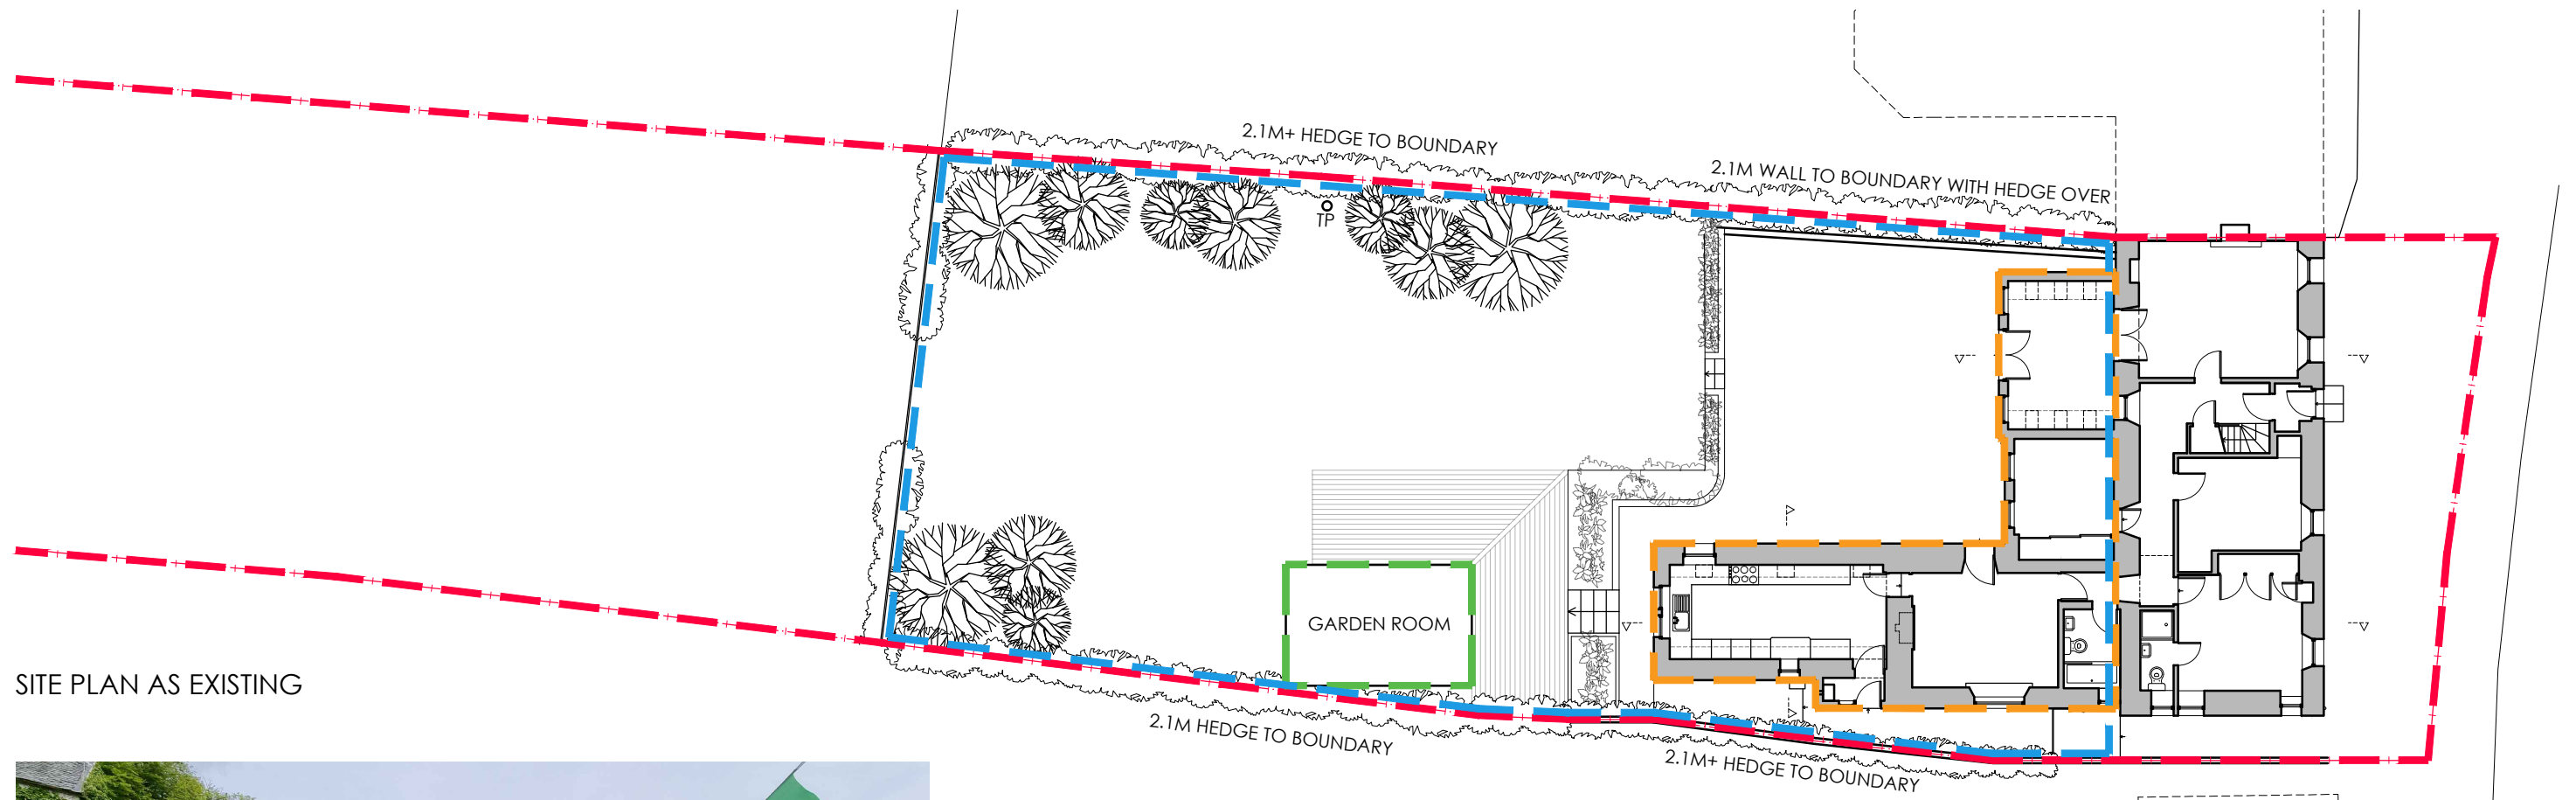 2.1M+ HEDGE TO BOUNDARY
2.1M WALL TO BOUNDARY WITH HEDGE OVER
TP
GARDEN ROOM
SITE PLAN AS EXISTING
2.1M HEDGE TO BOUNDARY
2.1M+ HEDGE TO BOUNDARY